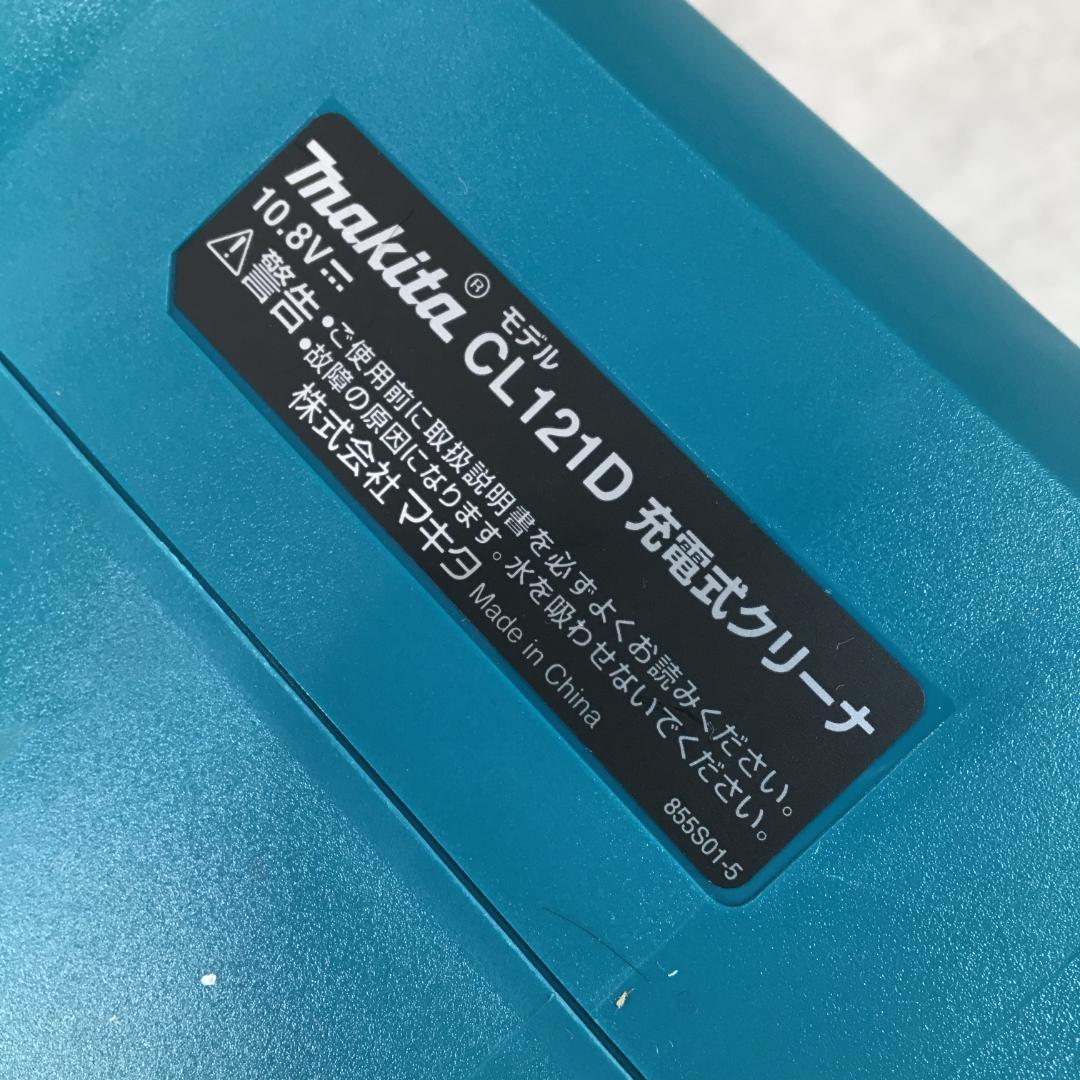 makita® モデル CL121D 充電式クリーナ
10.8V⎓
⚠警告 •ご使用前に取扱説明書を必ずよくお読みください。
•故障の原因になります。水を吸わせないでください。
株式会社マキタ Made in China
855S01-5